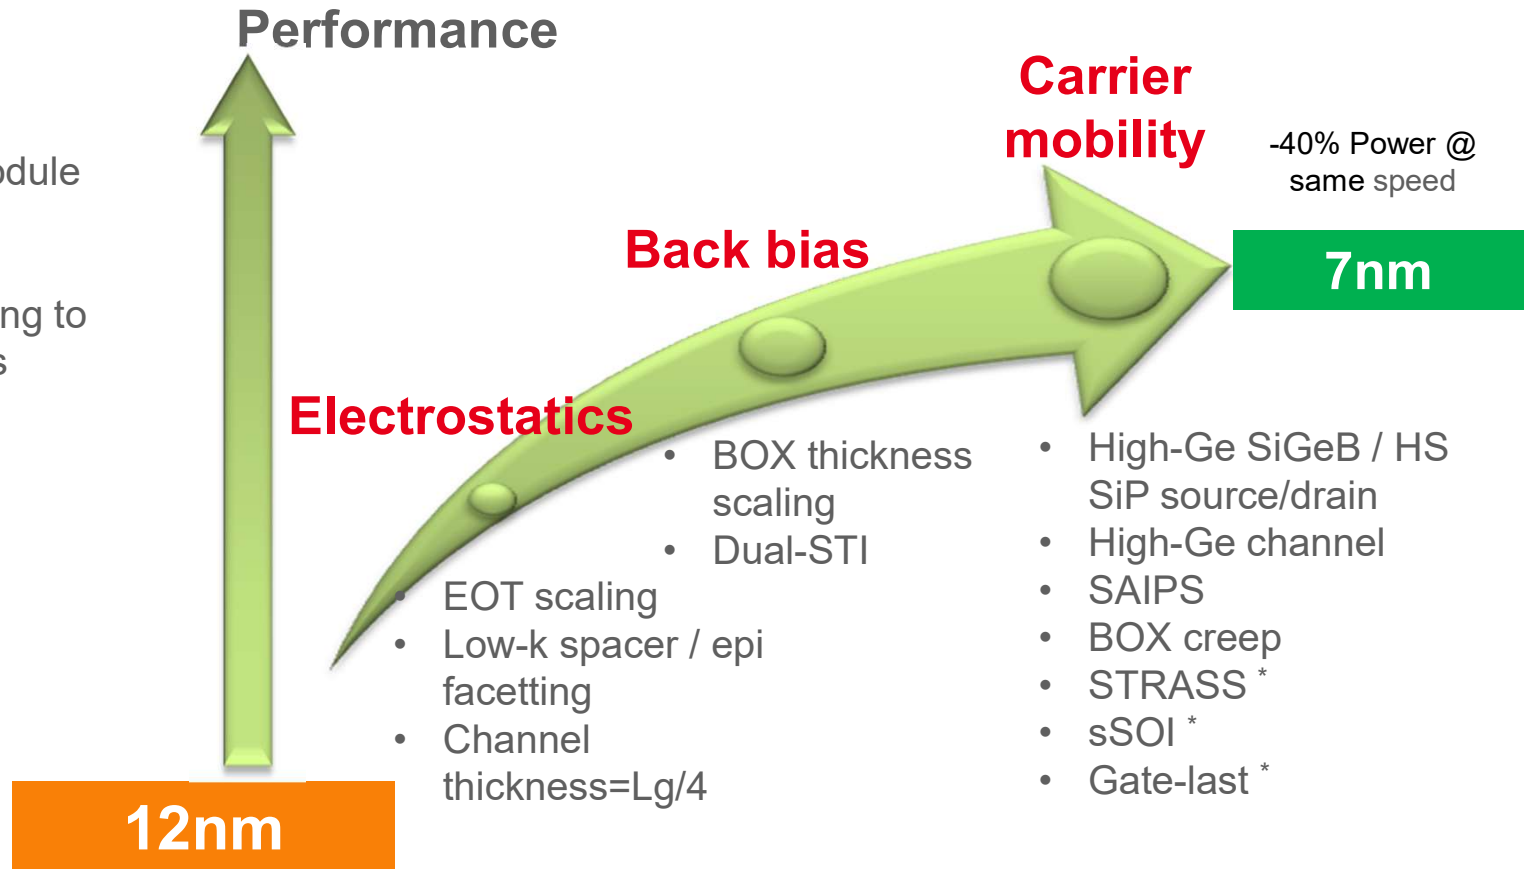 Performance
Carrier
mobility
-40% Power @
same speed
odule
Back bias
7nm
ng to
s
Electrostatics
• BOX thickness
scaling
• Dual-STI
• High-Ge SiGeB / HS
SiP source/drain
• High-Ge channel
• SAIPS
• BOX creep
• STRASS *
• sSOI *
• Gate-last *
• EOT scaling
• Low-k spacer / epi
facetting
• Channel
thickness=Lg/4
12nm